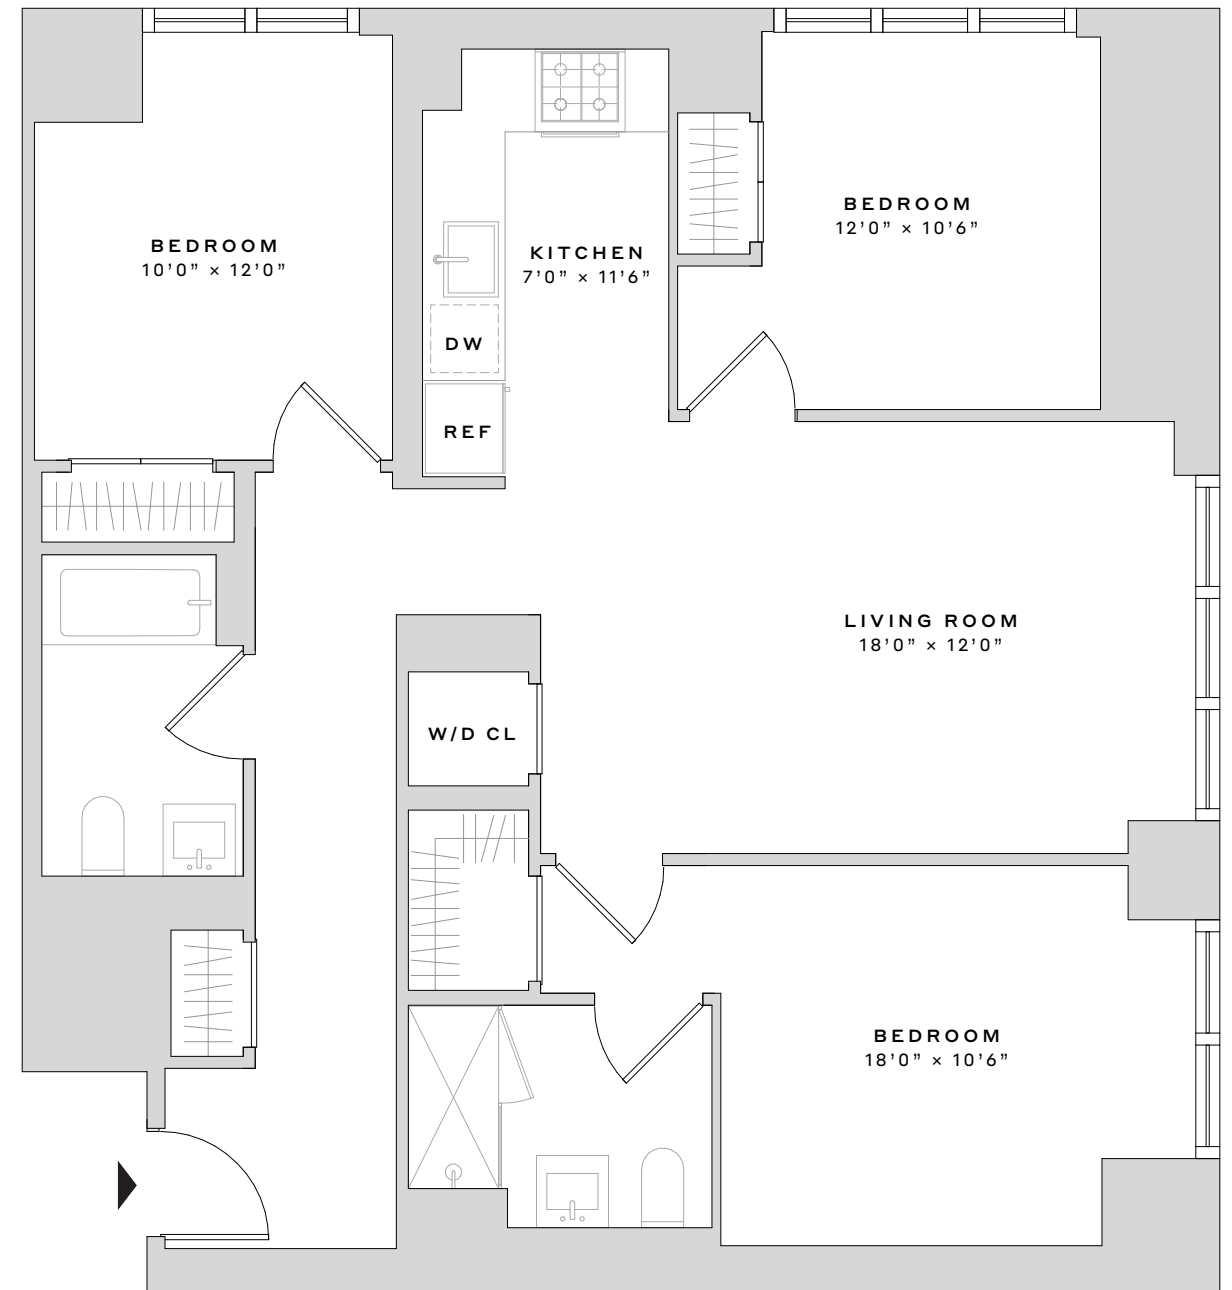 BEDROOM
12'0" × 10'6"
BEDROOM
10'0" × 12'0"
KITCHEN
7'0" × 11'6"
DW
REF
LIVING ROOM
18'0" × 12'0"
W/D CL
BEDROOM
18'0" × 10'6"